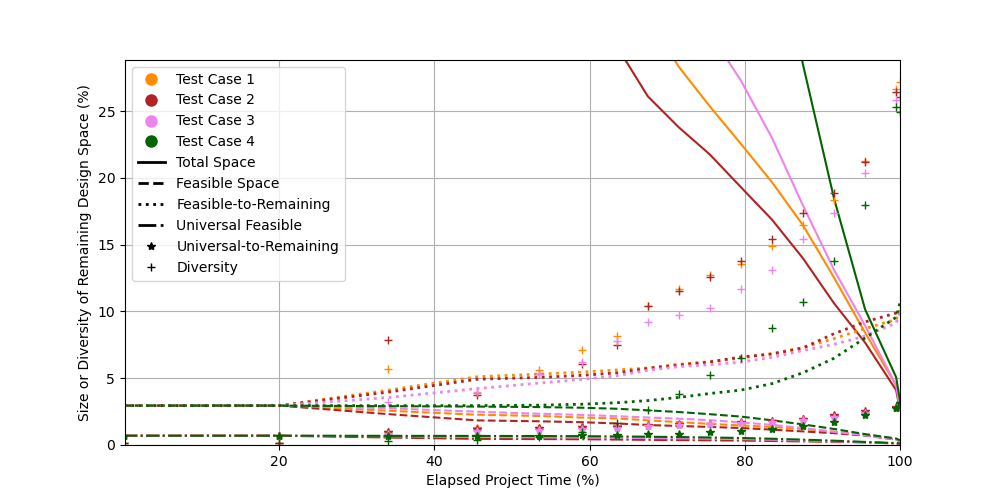 Test Case 1
Test Case 2
Test Case 3
Test Case 4
Total Space
Feasible Space
Feasible-to-Remaining
Universal Feasible
Universal-to-Remaining
Diversity
Size or Diversity of Remaining Design Space (%)
25
20
15
10
5
0
20 40 60 80 100
Elapsed Project Time (%)